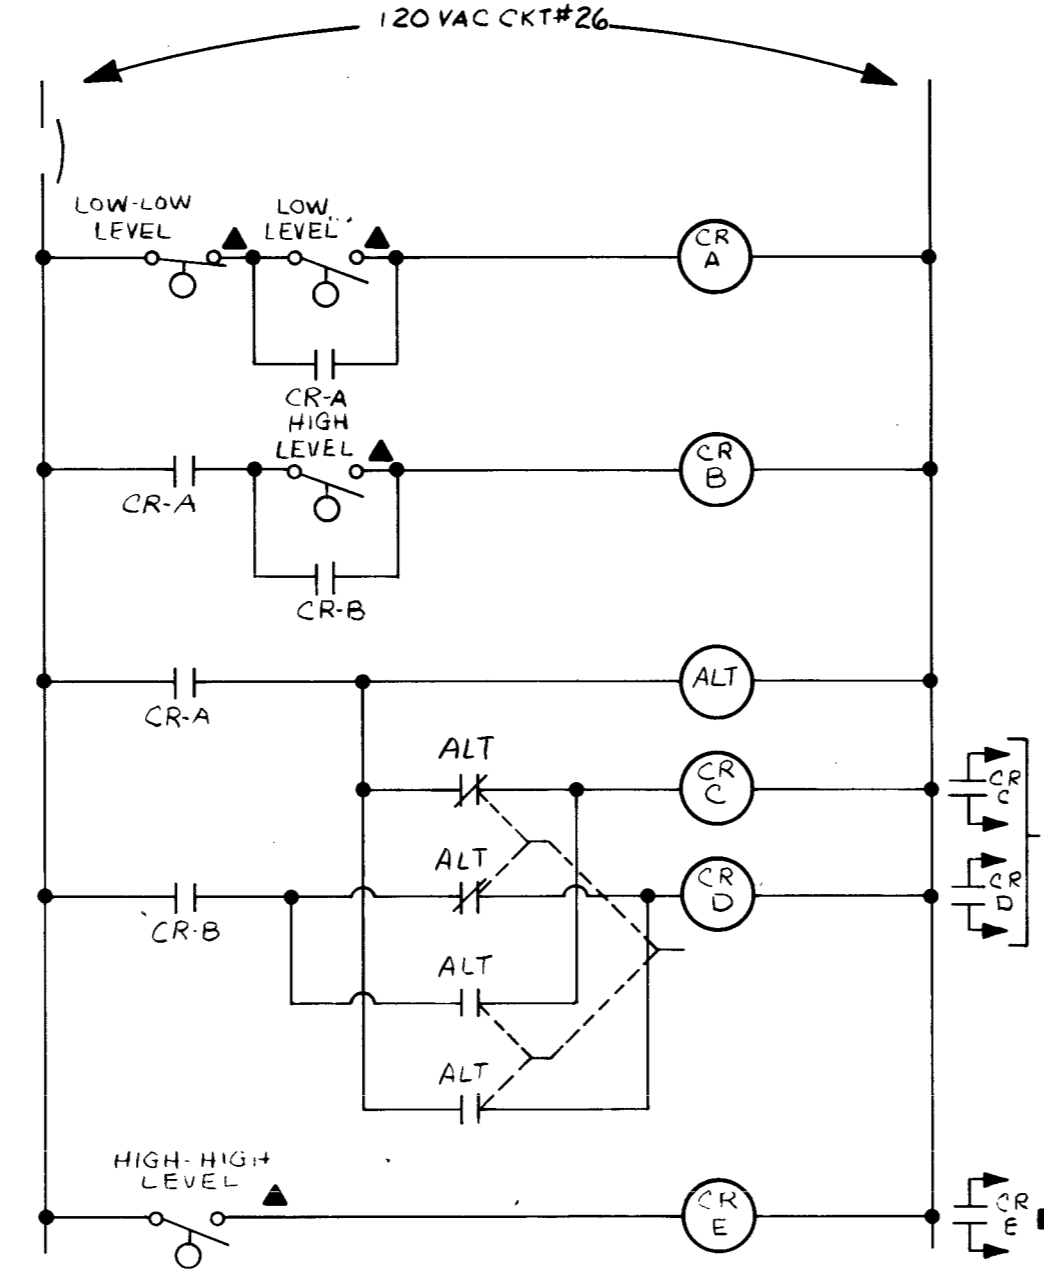 120 VAC CKT#26
LOW-LOW
LEVEL
LOW
LEVEL
CR
A
CR-A
HIGH
LEVEL
CR
B
CR-A
CR-B
CR-A
ALT
ALT
CR
C
CR
C
ALT
CR
D
CR
D
CR-B
ALT
ALT
HIGH-HIGH
LEVEL
CR
E
CR
E